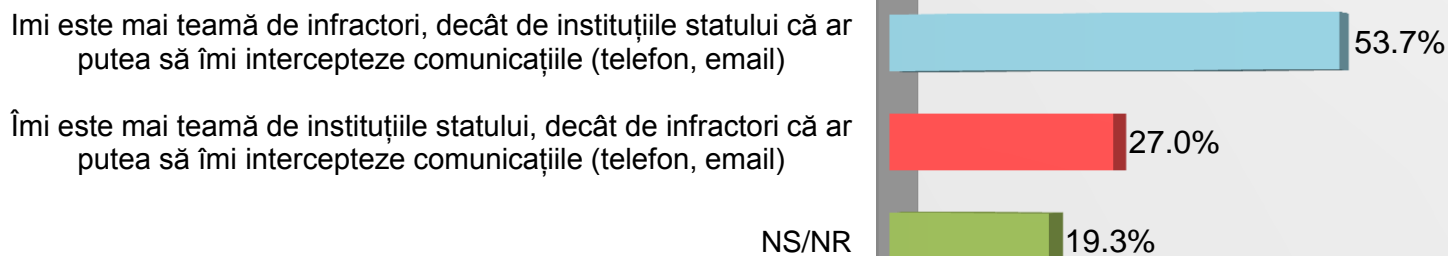 Imi este mai teamă de infractori, decât de instituțiile statului că ar
putea să îmi intercepteze comunicațiile (telefon, email)
53.7%
Îmi este mai teamă de instituțiile statului, decât de infractori că ar
putea să îmi intercepteze comunicațiile (telefon, email)
27.0%
NS/NR
19.3%